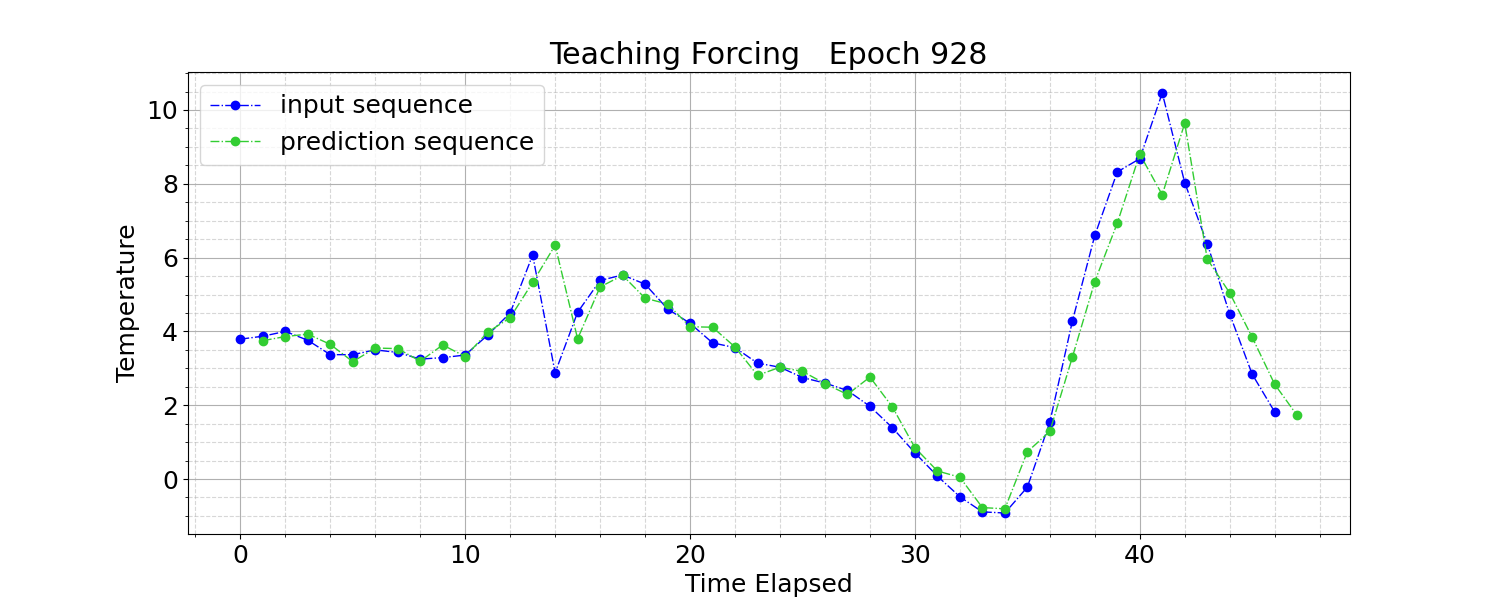 Teaching Forcing   Epoch 928
input sequence
prediction sequence
10
8
6
4
2
0
Temperature
0 10 20 30 40
Time Elapsed